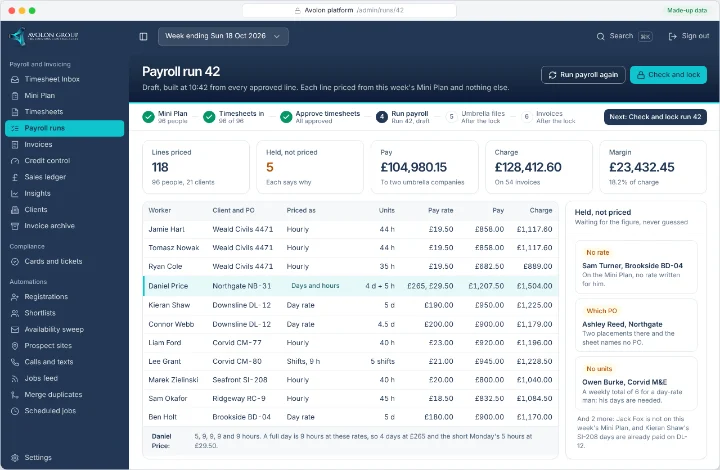 Avolon platform /admin/runs/42
Made-up data
AVOLON GROUP
Week ending Sun 18 Oct 2026
Search ⌘K
Sign out
Payroll and Invoicing
Timesheet Inbox
Mini Plan
Timesheets
Payroll runs
Invoices
Credit control
Sales ledger
Insights
Clients
Invoice archive
Compliance
Cards and tickets
Automations
Registrations
Shortlists
Availability sweep
Prospect sites
Calls and texts
Jobs feed
Merge duplicates
Scheduled jobs
Settings
Payroll run 42
Draft, built at 10:42 from every approved line. Each line priced from this week's Mini Plan and nothing else.
Run payroll again
Check and lock
Mini Plan
96 people
Timesheets in
96 of 96
Approve timesheets
All approved
4 Run payroll
Run 42, draft
5 Umbrella files
After the lock
6 Invoices
After the lock
Next: Check and lock run 42
Lines priced
118
96 people, 21 clients
Held, not priced
5
Each says why
Pay
£104,980.15
To two umbrella companies
Charge
£128,412.60
On 54 invoices
Margin
£23,432.45
18.2% of charge
Worker Client and PO Priced as Units Pay rate Pay Charge
Jamie Hart Weald Civils 4471 Hourly 44 h £19.50 £858.00 £1,117.60
Tomasz Nowak Weald Civils 4471 Hourly 44 h £19.50 £858.00 £1,117.60
Ryan Cole Weald Civils 4471 Hourly 35 h £19.50 £682.50 £889.00
Daniel Price Northgate NB-31 Days and hours 4 d + 5 h £265, £29.50 £1,207.50 £1,504.00
Kieran Shaw Downsline DL-12 Day rate 5 d £190.00 £950.00 £1,225.00
Connor Webb Downsline DL-12 Day rate 4.5 d £200.00 £900.00 £1,179.00
Liam Ford Corvid CM-77 Hourly 40 h £23.00 £920.00 £1,196.00
Lee Grant Corvid CM-80 Shifts, 9 h 5 shifts £21.00 £945.00 £1,228.50
Marek Zielinski Seafront SI-208 Hourly 40 h £20.00 £800.00 £1,040.00
Sam Okafor Ridgeway RC-9 Hourly 45 h £18.50 £832.50 £1,084.50
Ben Holt Brookside BD-04 Day rate 5 d £180.00 £900.00 £1,170.00
Daniel Price: 5, 9, 9, 9 and 9 hours. A full day is 9 hours at these rates, so 4 days at £265 and the short Monday's 5 hours at
£29.50.
Held, not priced
Waiting for the figure, never guessed
No rate
Sam Turner, Brookside BD-04
On the Mini Plan, no rate written
for him.
Which PO
Ashley Reed, Northgate
Two placements there and the
sheet names no PO.
No units
Owen Burke, Corvid M&E
A weekly total of 6 for a day-rate
man: his days are needed.
And 2 more: Jack Fox is not on this
week's Mini Plan, and Kieran Shaw's
SI-208 days are already paid on DL-
12.